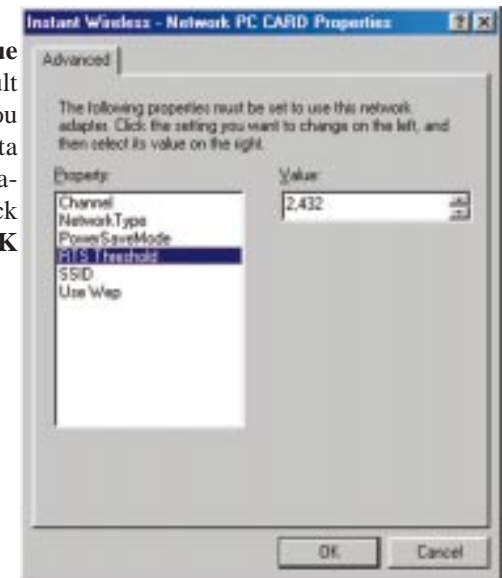 Instant Wireless - Network PC CARD Properties
ue
Advanced
ult
ou
ta
a-
ck
K
The following properties must be set to use this network
adapter. Click the setting you want to change on the left, and
then select its value on the right.
Property:
Channel
NetworkType
PowerSaveMode
RTS Threshold
SSID
Use Wep
Value:
2,432
OK
Cancel